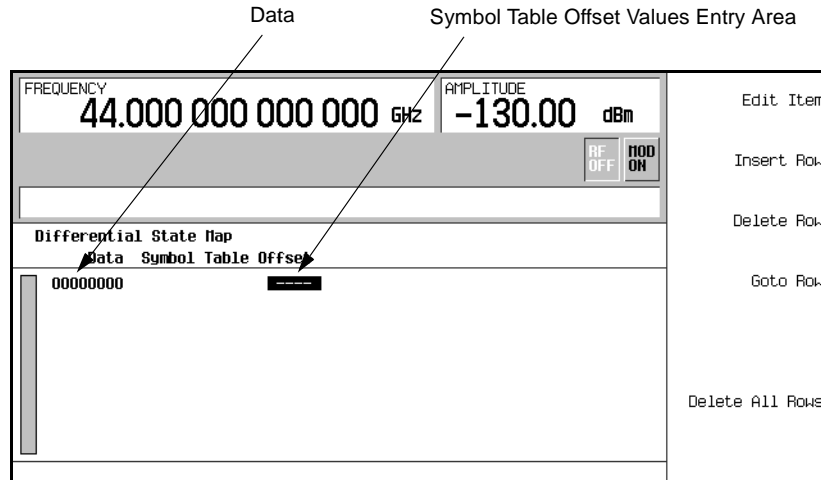 Data
Symbol Table Offset Values Entry Area
FREQUENCY
44.000 000 000 000 GHz
AMPLITUDE
-130.00 dBm
RF OFF
MOD ON
Edit Item
Insert Row
Delete Row
Goto Row
Delete All Rows
Differential State Map
Data Symbol Table Offset
00000000 ----